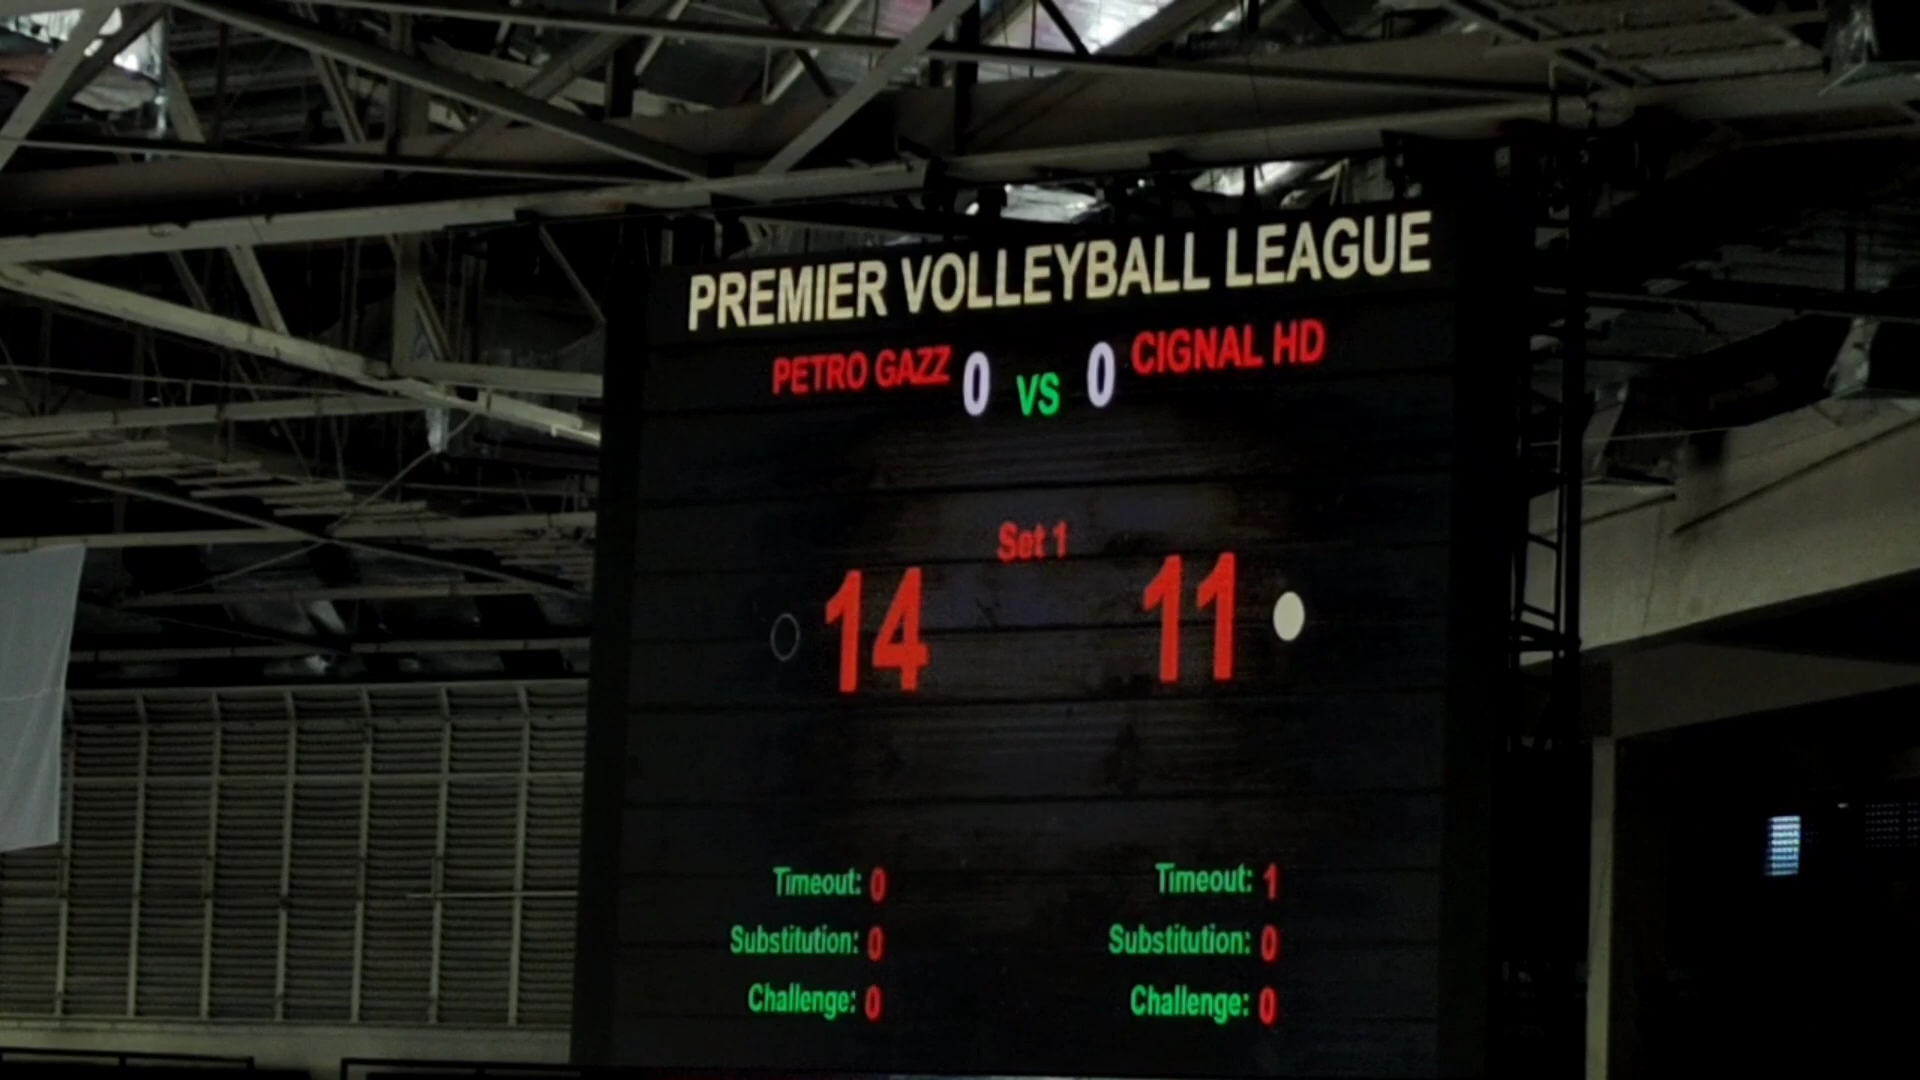 PREMIER VOLLEYBALL LEAGUE
PETRO GAZZ 0 VS 0 CIGNAL HD
Set 1
14 11
Timeout: 0 Timeout: 1
Substitution: 0 Substitution: 0
Challenge: 0 Challenge: 0